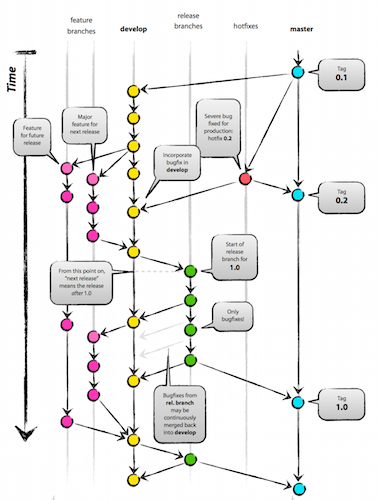 feature
branches
develop
release
branches
hotfixes
master
Time
Tag
0.1
Feature
for future
release
Major
feature for
next release
Severe bug
fixed for
production:
hotfix 0.2
Incorporate
bugfix in
develop
Tag
0.2
Start of
release
branch for
1.0
From this point on,
"next release"
means the release
after 1.0
Only
bugfixes!
Bugfixes from
rel. branch
may be
continuously
merged back
into develop
Tag
1.0